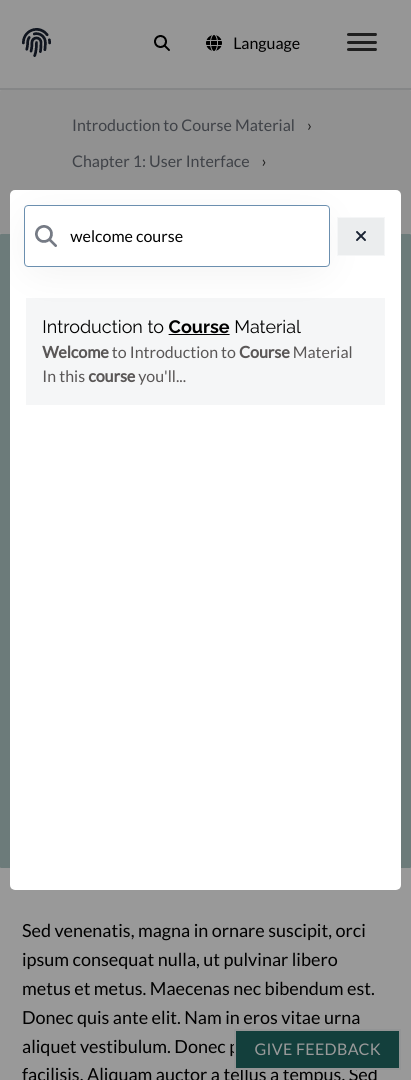 Language
Introduction to Course Material ›
Chapter 1: User Interface ›
welcome course
Introduction to Course Material
Welcome to Introduction to Course Material
In this course you'll...
Sed venenatis, magna in ornare suscipit, orci
ipsum consequat nulla, ut pulvinar libero
metus et metus. Maecenas nec bibendum est.
Donec quis ante elit. Nam in eros vitae urna
aliquet vestibulum. Donec
GIVE FEEDBACK
facilisis. Aliquam auctor a tellus a tempus. Sed